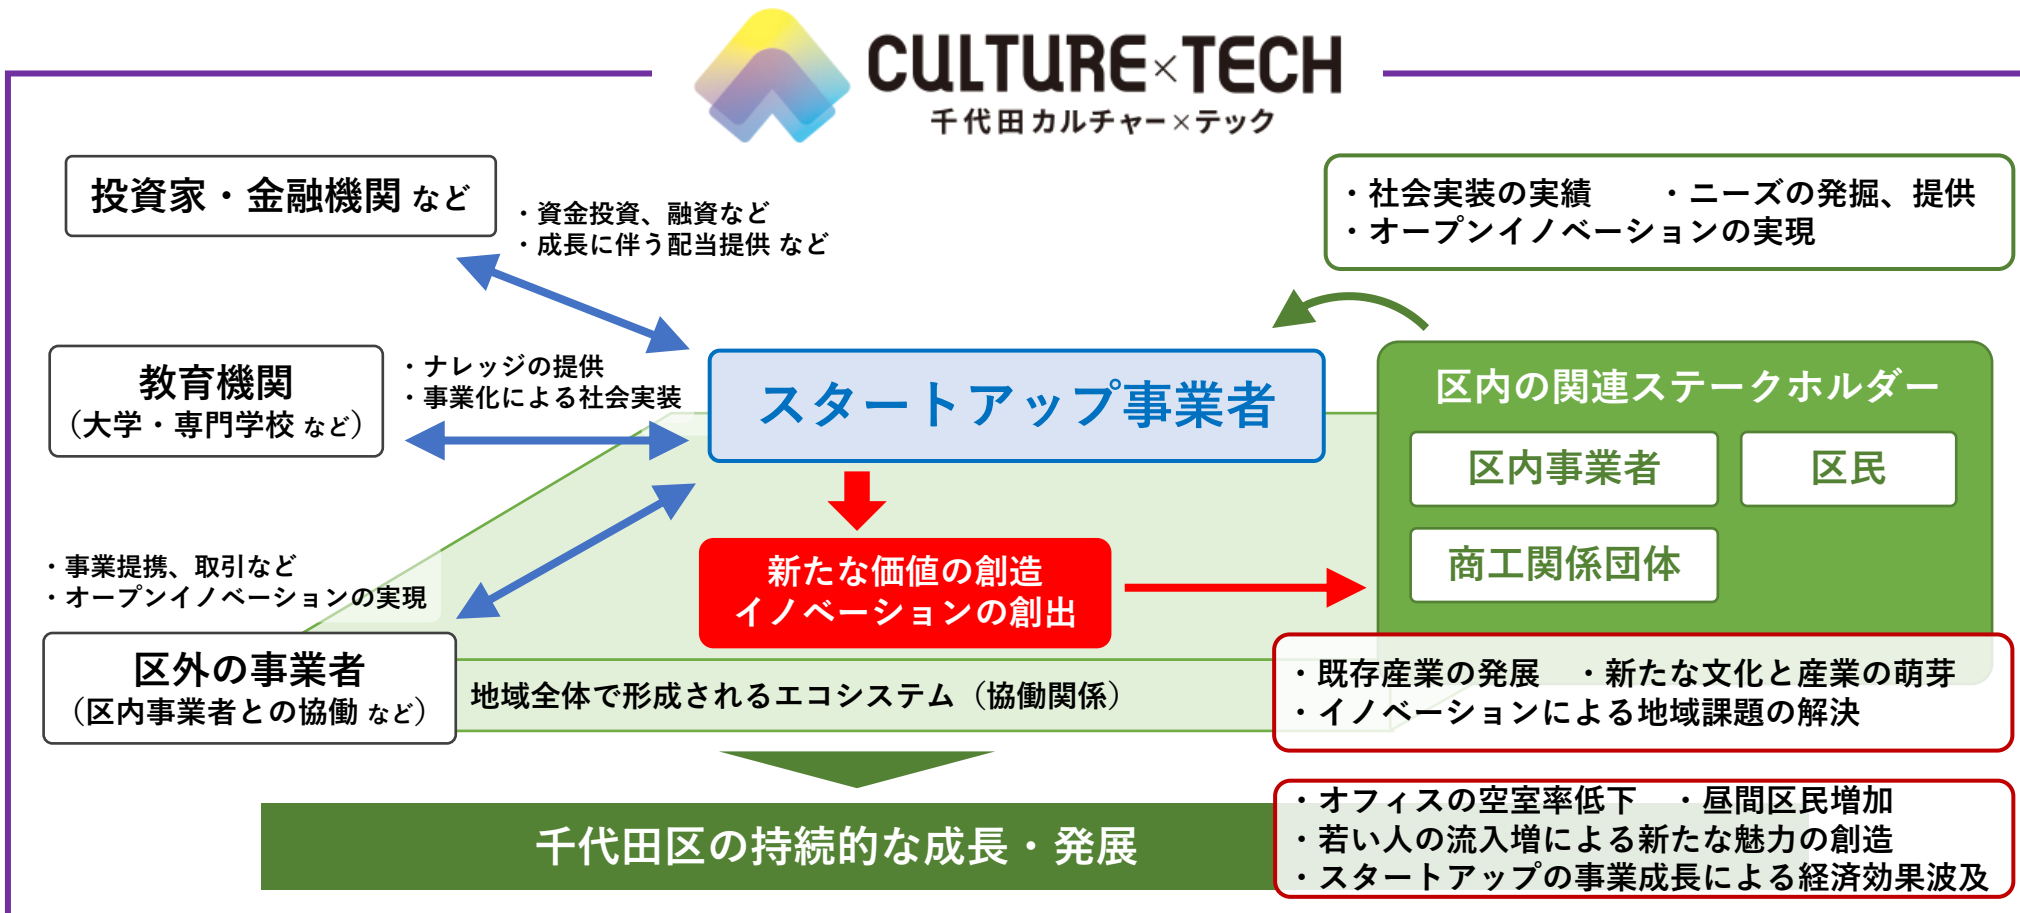 CULTURE×TECH
千代田カルチャー×テック
投資家・金融機関 など
・資金投資、融資など
・成長に伴う配当提供 など
・社会実装の実績　・ニーズの発掘、提供
・オープンイノベーションの実現
教育機関
（大学・専門学校 など）
・ナレッジの提供
・事業化による社会実装
スタートアップ事業者
区内の関連ステークホルダー
区内事業者
区民
商工関係団体
・事業提携、取引など
・オープンイノベーションの実現
新たな価値の創造
イノベーションの創出
区外の事業者
（区内事業者との協働 など）
地域全体で形成されるエコシステム（協働関係）
・既存産業の発展　・新たな文化と産業の萌芽
・イノベーションによる地域課題の解決
千代田区の持続的な成長・発展
・オフィスの空室率低下　・昼間区民増加
・若い人の流入増による新たな魅力の創造
・スタートアップの事業成長による経済効果波及